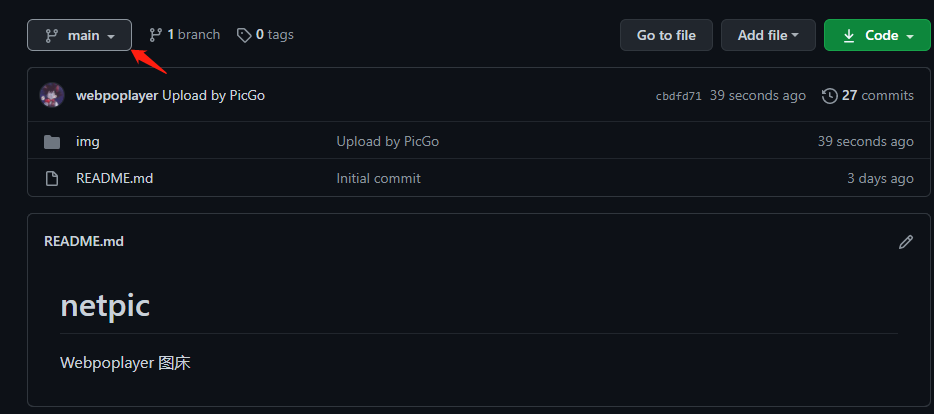 main 1 branch 0 tags Go to file Add file Code
webpoplayer Upload by PicGo cbdfd71 39 seconds ago 27 commits
img Upload by PicGo 39 seconds ago
README.md Initial commit 3 days ago
README.md
netpic
Webpoplayer 图床